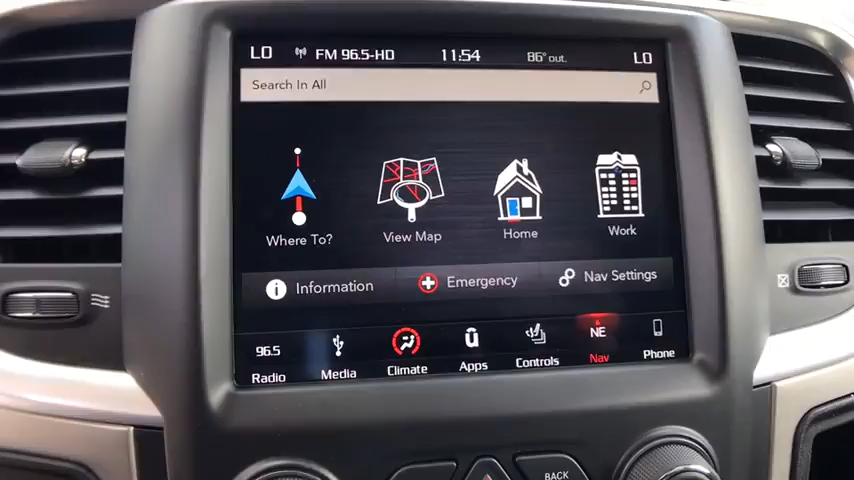 LO FM 96.5-HD 11:54 86° out. LO
Search In All
Where To? View Map Home Work
Information Emergency Nav Settings
96.5 NE
Radio Media Climate Apps Controls Nav Phone
BACK